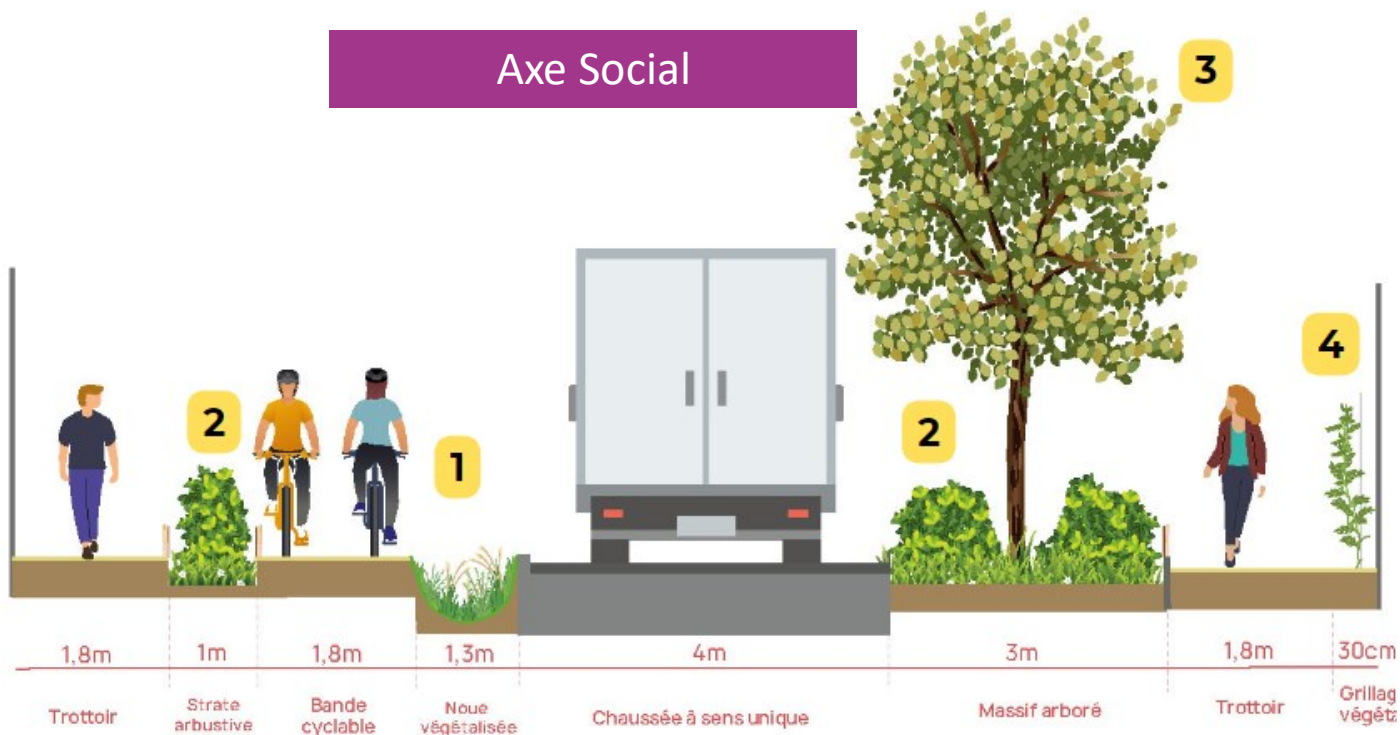 Axe Social
3
4
2
2
1
1,8m
1m
1,8m
1,3m
4m
3m
1,8m
30cm
Trottoir
Strate
arbustive
Bande
cyclable
Noue
végétalisée
Chaussée à sens unique
Massif arboré
Trottoir